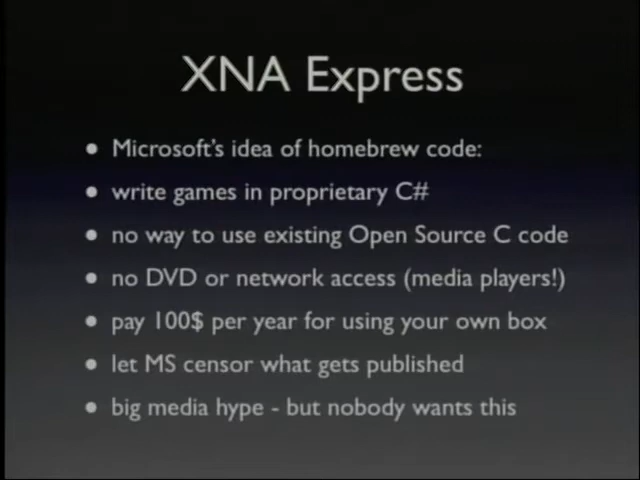 XNA Express
• Microsoft's idea of homebrew code:
• write games in proprietary C#
• no way to use existing Open Source C code
• no DVD or network access (media players!)
• pay 100$ per year for using your own box
• let MS censor what gets published
• big media hype - but nobody wants this